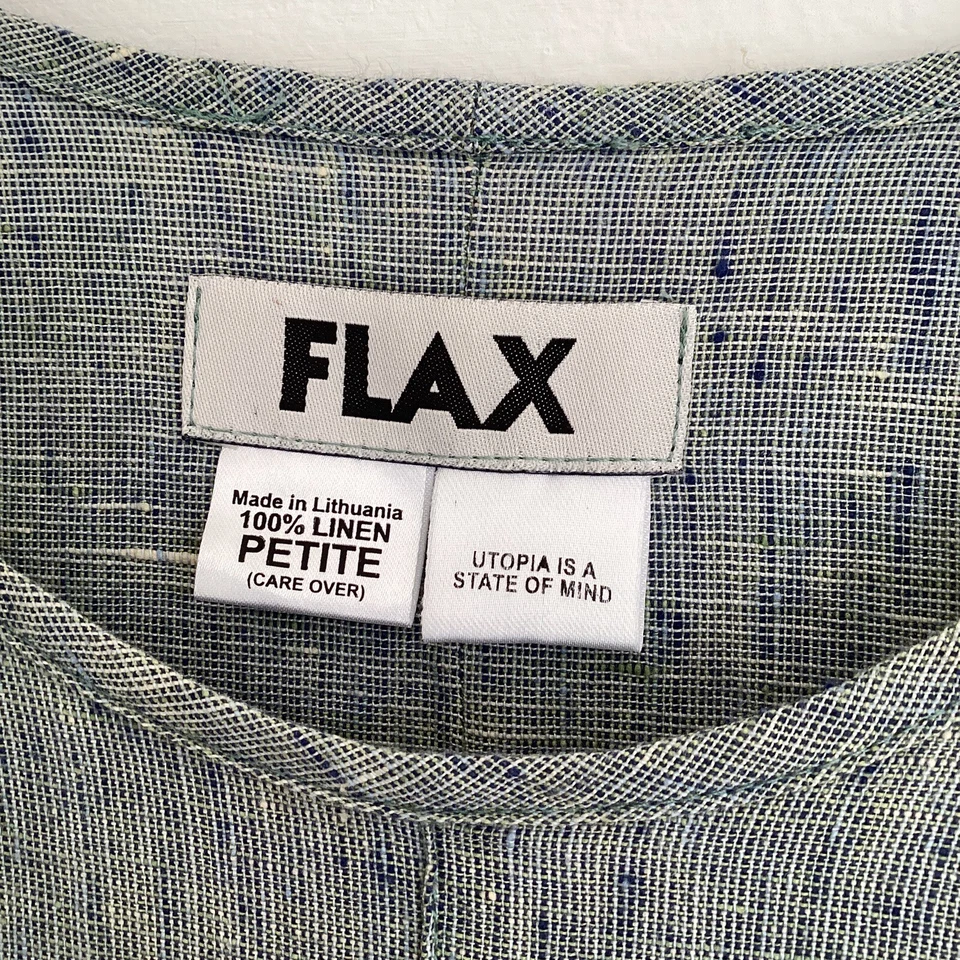 FLAX
Made in Lithuania
100% LINEN
PETITE
(CARE OVER)
UTOPIA IS A
STATE OF MIND